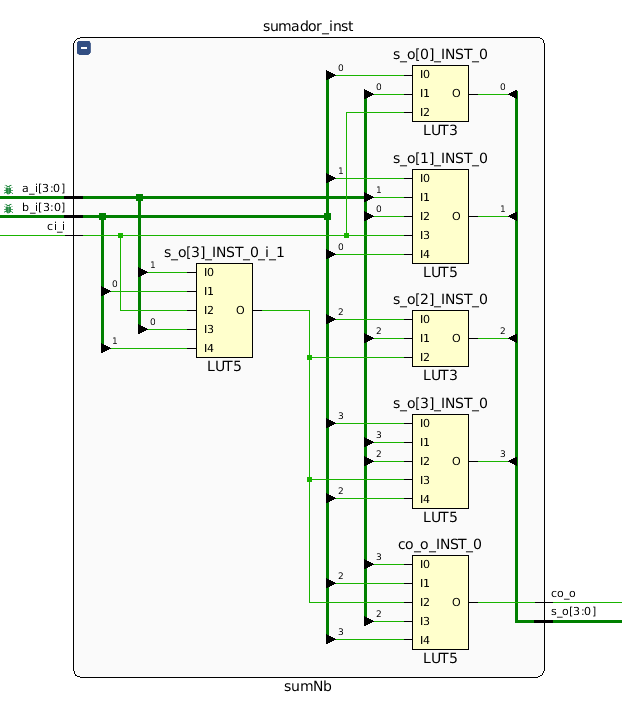 sumador_inst
s_o[0]_INST_0
0 I0
0 I1 O 0
I2
LUT3
s_o[1]_INST_0
1 I0
a_i[3:0] 1 I1
b_i[3:0] 0 I2 O 1
ci_i I3
0 I4
LUT5
s_o[3]_INST_0_i_1
1 I0
0 I1
I2 O
0 I3
1 I4
LUT5
s_o[2]_INST_0
2 I0
2 I1 O 2
I2
LUT3
s_o[3]_INST_0
3 I0
3 I1
2 I2 O 3
I3
2 I4
LUT5
co_o_INST_0
3 I0
2 I1
I2 O co_o
2 I3 s_o[3:0]
3 I4
LUT5
sumNb